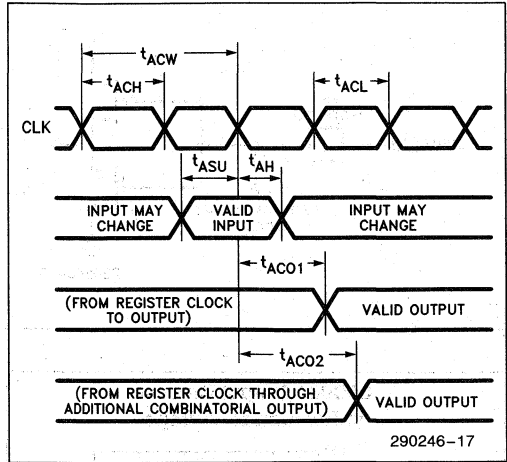 tACW
tACH
tACL
CLK
tASU
tAH
INPUT MAY
CHANGE
VALID
INPUT
INPUT MAY
CHANGE
tACO1
(FROM REGISTER CLOCK
TO OUTPUT)
VALID OUTPUT
tACO2
(FROM REGISTER CLOCK THROUGH
ADDITIONAL COMBINATORIAL OUTPUT)
VALID OUTPUT
290246-17